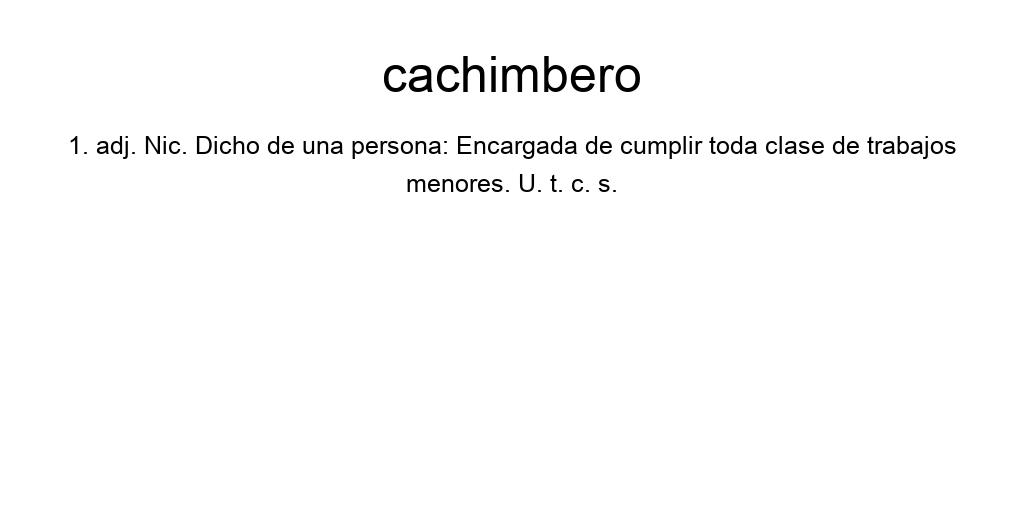 cachimbero
1. adj. Nic. Dicho de una persona: Encargada de cumplir toda clase de trabajos
menores. U. t. c. s.